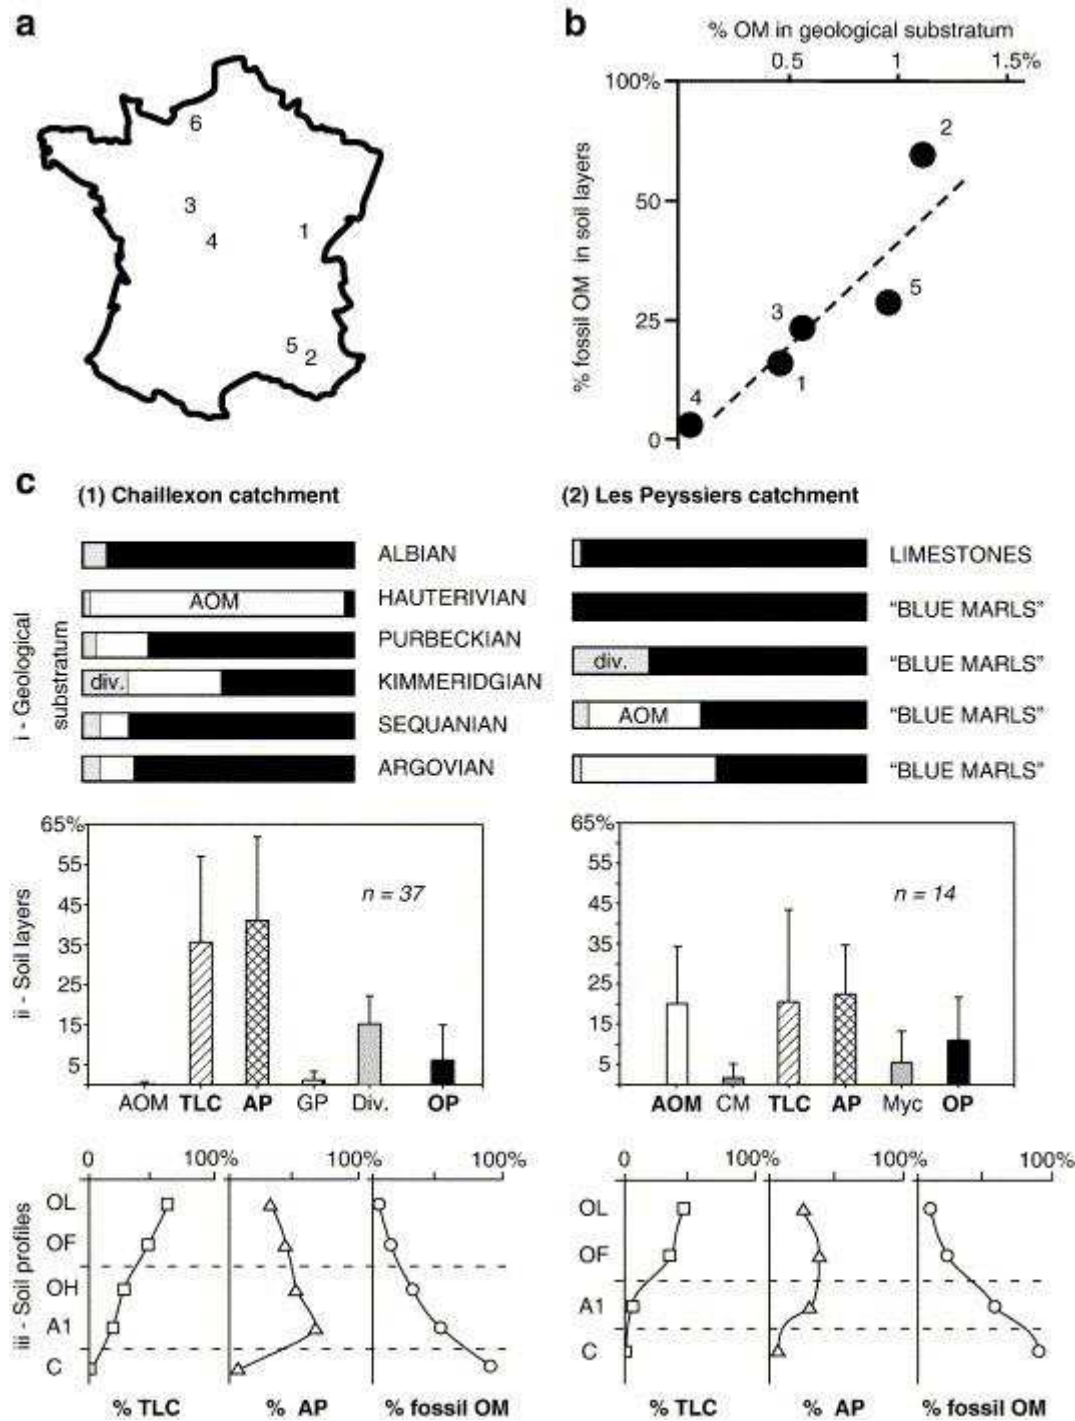 a
6
3
4
1
5
2
b
% OM in geological substratum
0.5 1 1.5%
100%
50
25
0
% fossil OM in soil layers
2
5
3
1
4
c
(1) Chaillexon catchment
i - Geological
substratum
ALBIAN
AOM HAUTERIVIAN
PURBECKIAN
div. KIMMERIDGIAN
SEQUANIAN
ARGOVIAN
(2) Les Peyssiers catchment
LIMESTONES
“BLUE MARLS”
div. “BLUE MARLS”
AOM “BLUE MARLS”
“BLUE MARLS”
ii - Soil layers
65%
55
45
35
25
15
5
n = 37
AOM TLC AP GP Div. OP
65%
55
45
35
25
15
5
n = 14
AOM CM TLC AP Myc OP
iii - Soil profiles
0 100% 100% 100%
OL
OF
OH
A1
C
% TLC % AP % fossil OM
0 100% 100% 100%
OL
OF
A1
C
% TLC % AP % fossil OM